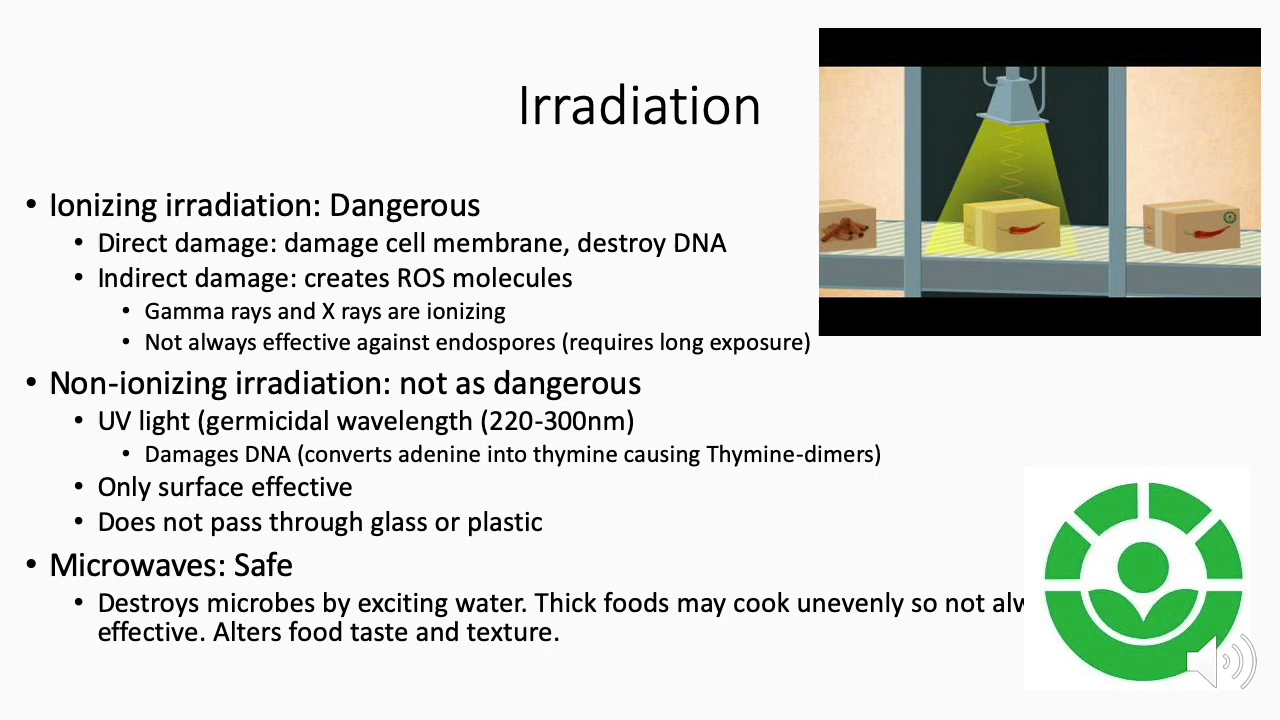 Irradiation
• Ionizing irradiation: Dangerous
• Direct damage: damage cell membrane, destroy DNA
• Indirect damage: creates ROS molecules
• Gamma rays and X rays are ionizing
• Not always effective against endospores (requires long exposure)
• Non-ionizing irradiation: not as dangerous
• UV light (germicidal wavelength (220-300nm)
• Damages DNA (converts adenine into thymine causing Thymine-dimers)
• Only surface effective
• Does not pass through glass or plastic
• Microwaves: Safe
• Destroys microbes by exciting water. Thick foods may cook unevenly so not
effective. Alters food taste and texture.